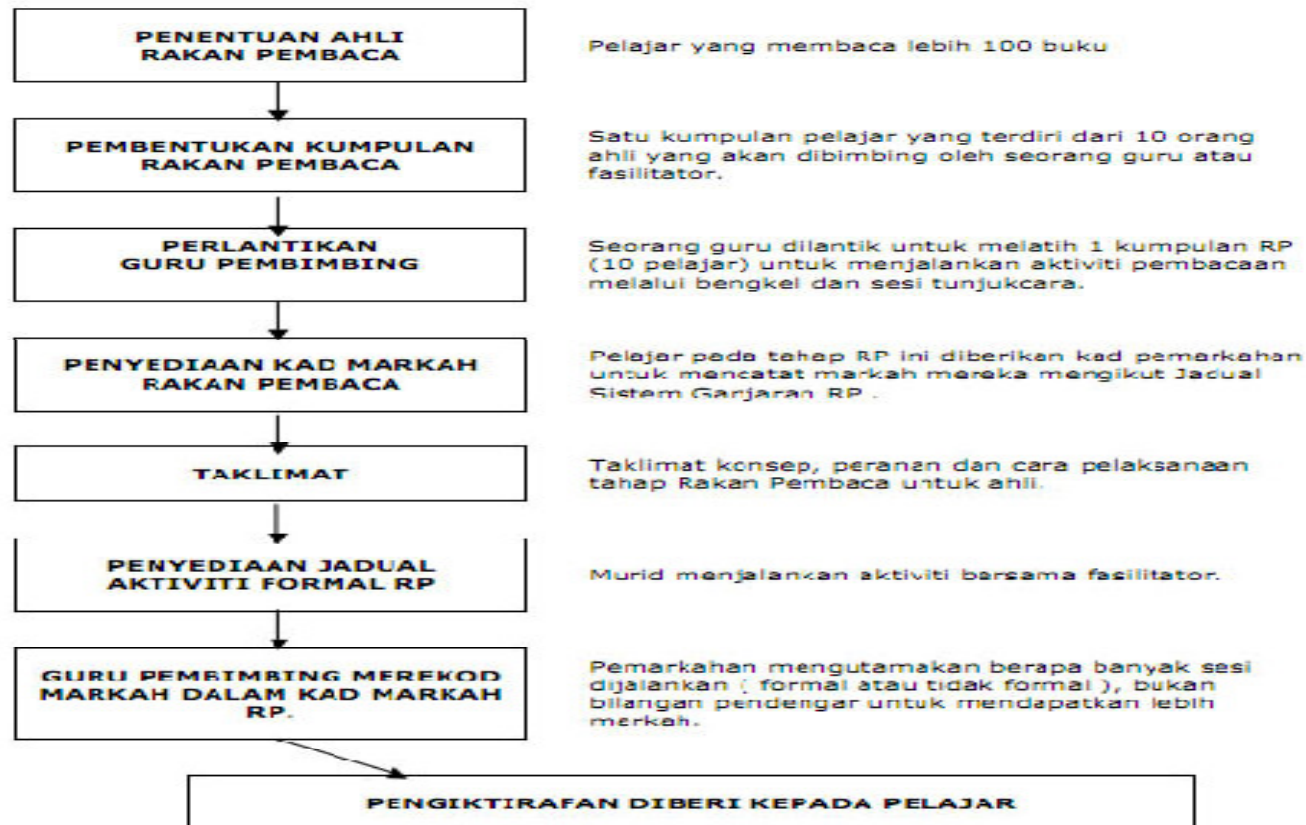 PENENTUAN AHLI
RAKAN PEMBACA
Pelajar yang membaca lebih 100 buku
PEMBENTUKAN KUMPULAN
RAKAN PEMBACA
Satu kumpulan pelajar yang terdiri dari 10 orang
ahli yang akan dibimbing oleh seorang guru atau
fasilitator.
PERLANTIKAN
GURU PEMBIMBING
Seorang guru dilantik untuk melatih 1 kumpulan RP
(10 pelajar) untuk menjalankan aktiviti pembacaan
melalui bengkel dan sesi tunjukcara.
PENYEDIAAN KAD MARKAH
RAKAN PEMBACA
Pelajar pada tahap RP ini diberikan kad pemarkahan
untuk mencatat markah mereka mengikut Jadual
Sistem Ganjaran RP .
TAKLIMAT
Taklimat konsep, peranan dan cara pelaksanaan
tahap Rakan Pembaca untuk ahli.
PENYEDIAAN JADUAL
AKTIVITI FORMAL RP
Murid menjalankan aktiviti bersama fasilitator.
GURU PEMBIMBING MEREKOD
MARKAH DALAM KAD MARKAH
RP.
Pemarkahan mengutamakan berapa banyak sesi
dijalankan ( formal atau tidak formal ), bukan
bilangan pendengar untuk mendapatkan lebih
markah.
PENGIKTIRAFAN DIBERI KEPADA PELAJAR